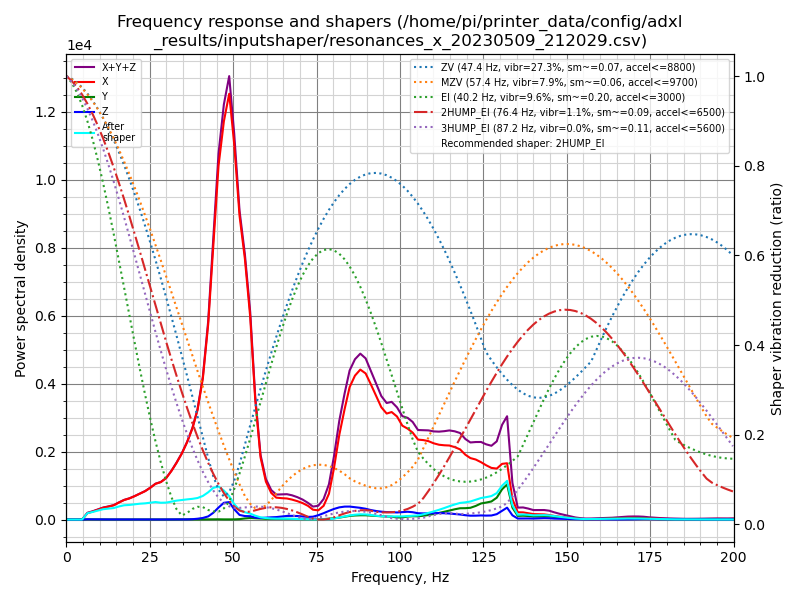 Frequency response and shapers (/home/pi/printer_data/config/adxl
_results/inputshaper/resonances_x_20230509_212029.csv)
1e4
X+Y+Z
X
Y
Z
After
shaper
ZV (47.4 Hz, vibr=27.3%, sm~=0.07, accel<=8800)
MZV (57.4 Hz, vibr=7.9%, sm~=0.06, accel<=9700)
EI (40.2 Hz, vibr=9.6%, sm~=0.20, accel<=3000)
2HUMP_EI (76.4 Hz, vibr=1.1%, sm~=0.09, accel<=6500)
3HUMP_EI (87.2 Hz, vibr=0.0%, sm~=0.11, accel<=5600)
Recommended shaper: 2HUMP_EI
Power spectral density
1.2
1.0
0.8
0.6
0.4
0.2
0.0
1.0
0.8
0.6
0.4
0.2
0.0
Shaper vibration reduction (ratio)
0 25 50 75 100 125 150 175 200
Frequency, Hz